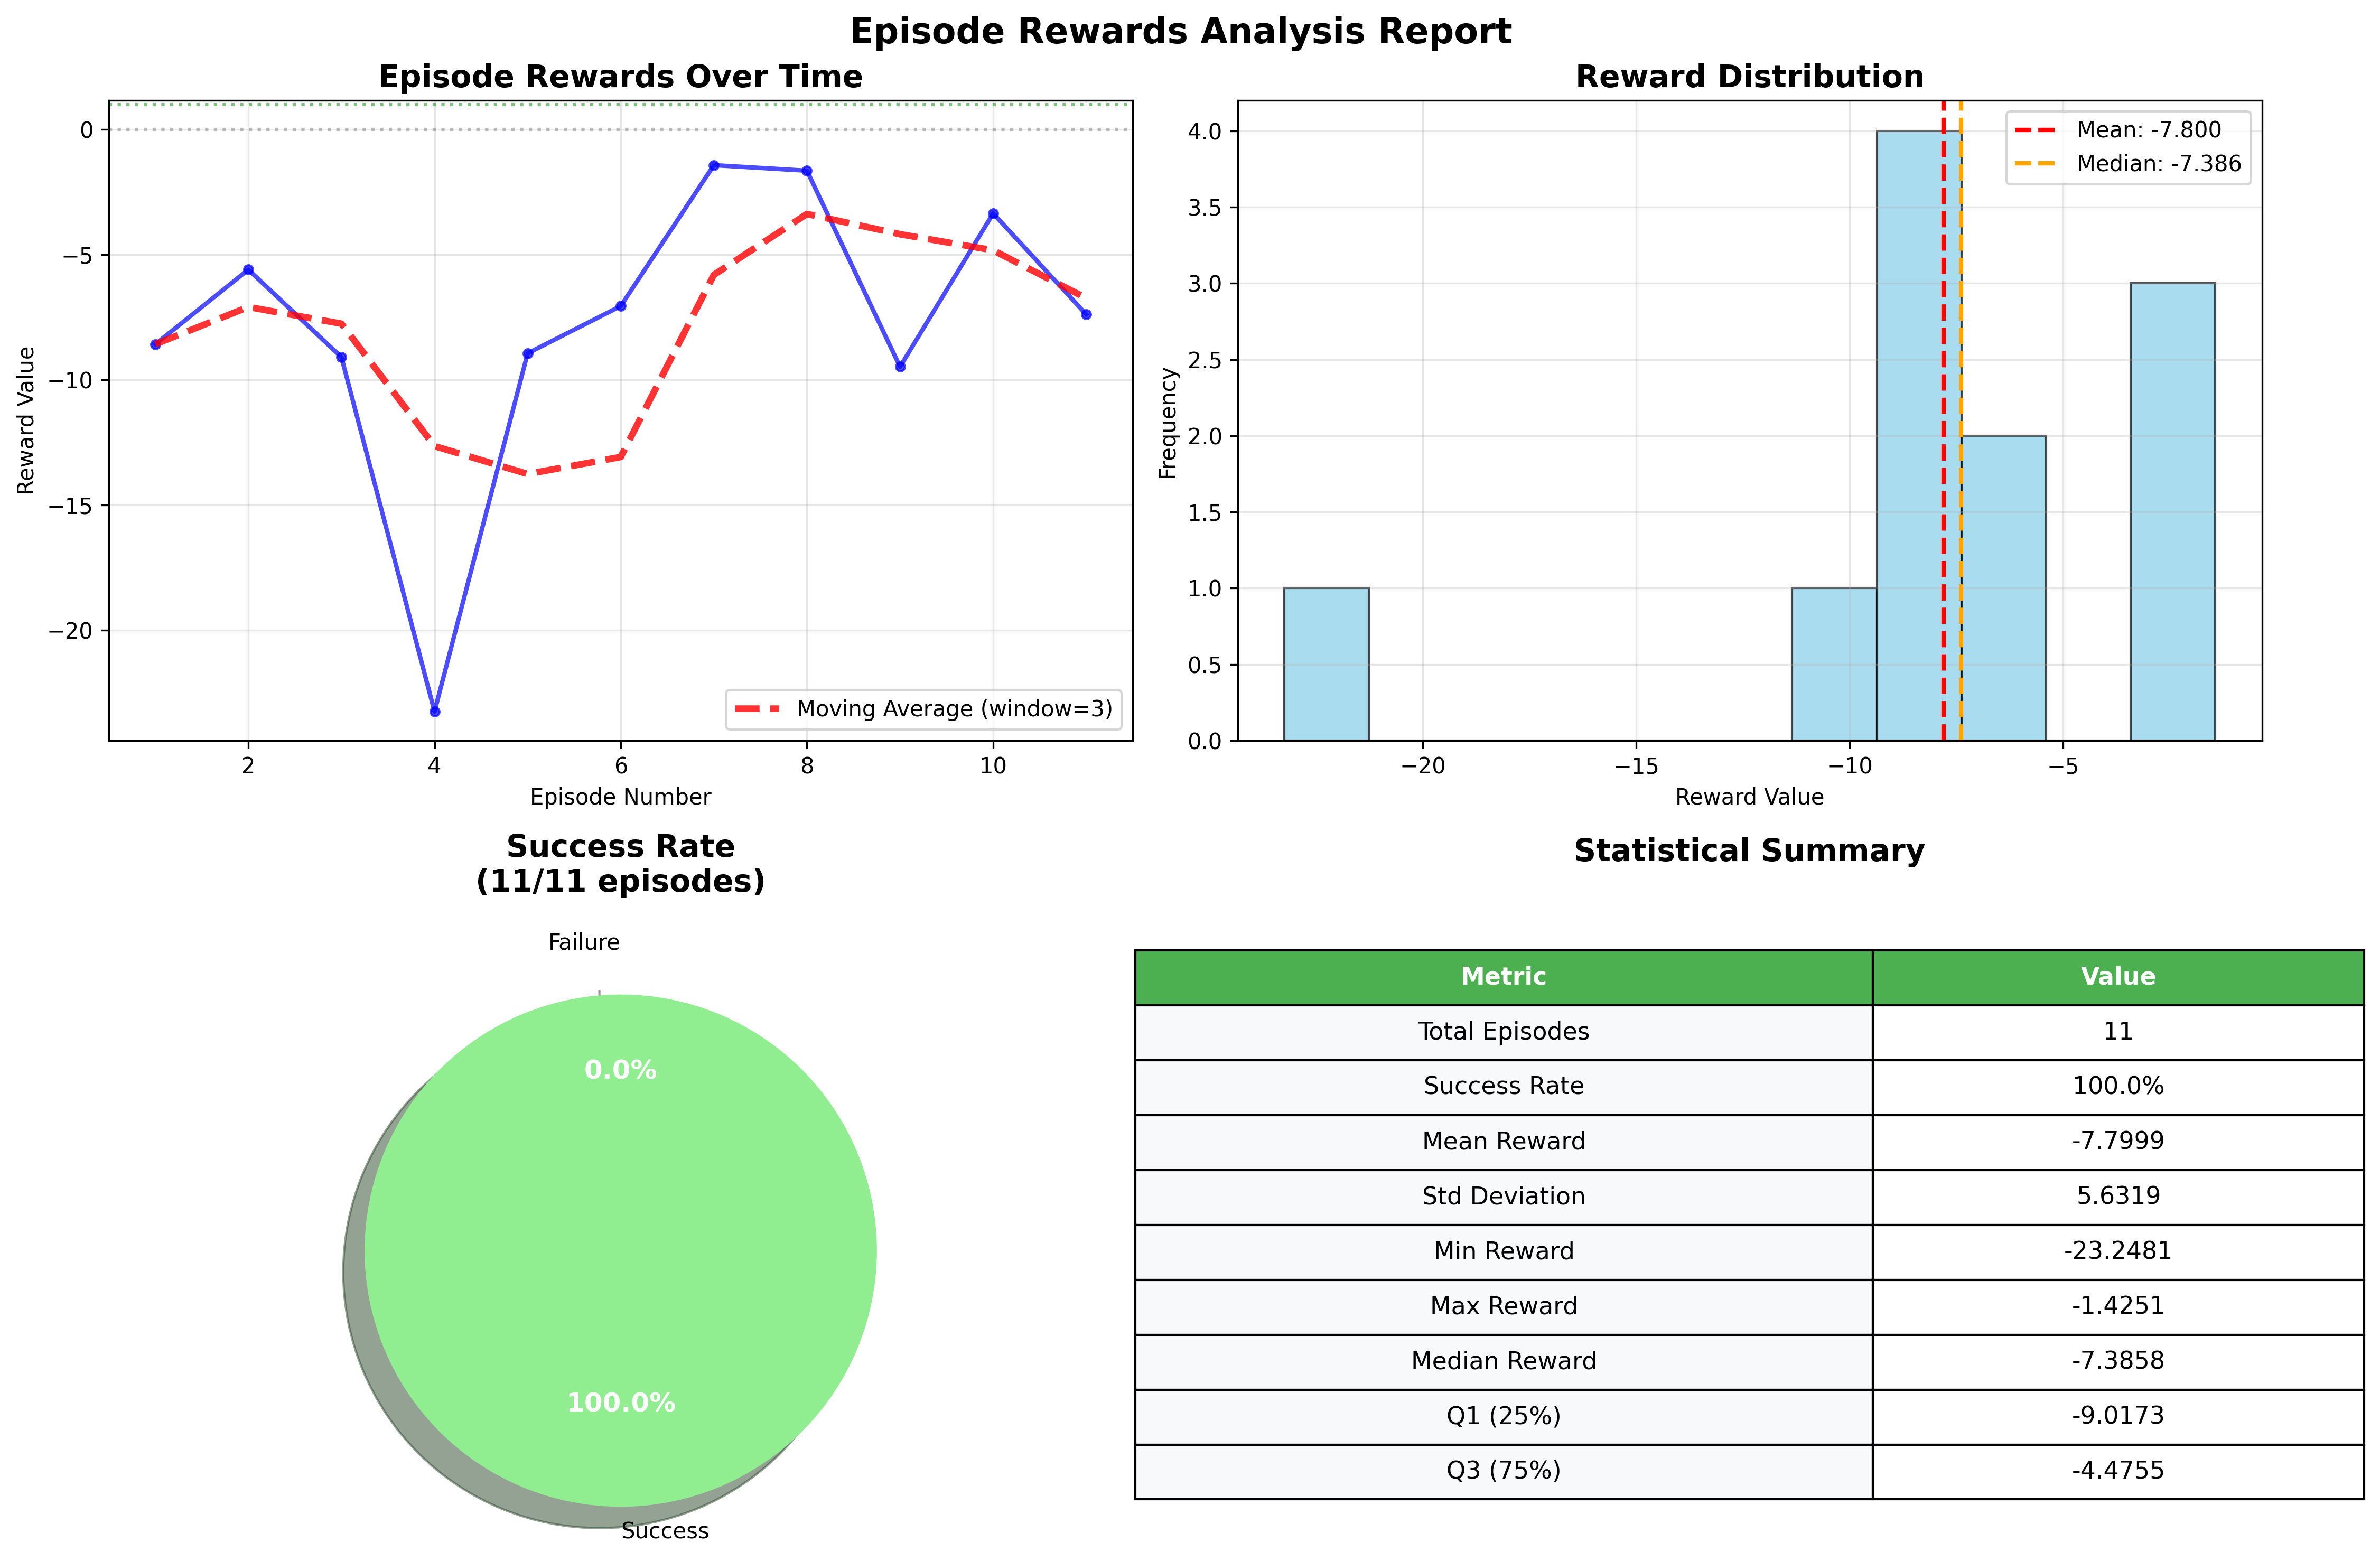 Episode Rewards Analysis Report
Episode Rewards Over Time
0
−5
−10
−15
−20
Reward Value
2 4 6 8 10
Episode Number
Moving Average (window=3)
Reward Distribution
Mean: -7.800
Median: -7.386
4.0
3.5
3.0
2.5
2.0
1.5
1.0
0.5
0.0
Frequency
−20 −15 −10 −5
Reward Value
Success Rate
(11/11 episodes)
Failure
0.0%
100.0%
Success
Statistical Summary
Metric Value
Total Episodes 11
Success Rate 100.0%
Mean Reward -7.7999
Std Deviation 5.6319
Min Reward -23.2481
Max Reward -1.4251
Median Reward -7.3858
Q1 (25%) -9.0173
Q3 (75%) -4.4755